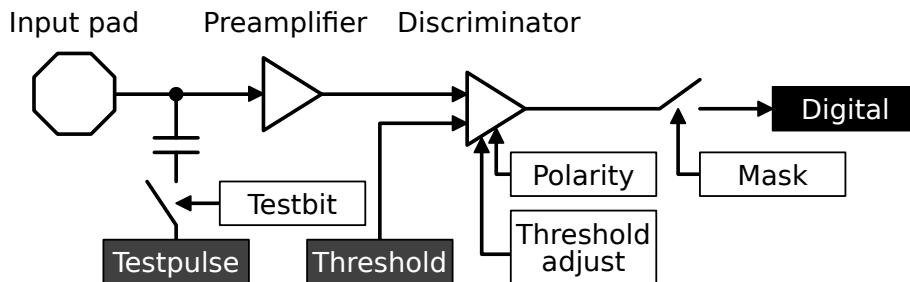 Input pad
Preamplifier
Discriminator
Digital
Polarity
Mask
Testbit
Threshold
adjust
Testpulse
Threshold